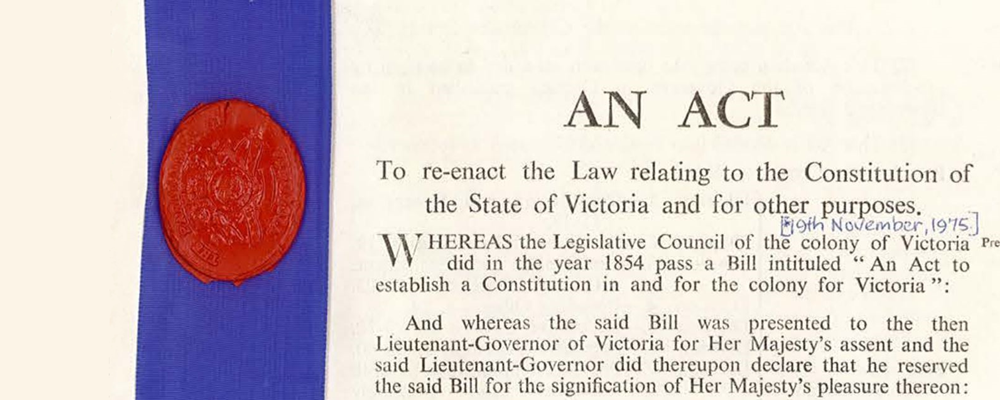 AN ACT
To re-enact the Law relating to the Constitution of
the State of Victoria and for other purposes.
[*19th November, 1975.]
WHEREAS the Legislative Council of the colony of Victoria Pre
did in the year 1854 pass a Bill intituled “ An Act to
establish a Constitution in and for the colony for Victoria ”:
And whereas the said Bill was presented to the then
Lieutenant-Governor of Victoria for Her Majesty's assent and the
said Lieutenant-Governor did thereupon declare that he reserved
the said Bill for the signification of Her Majesty's pleasure thereon: